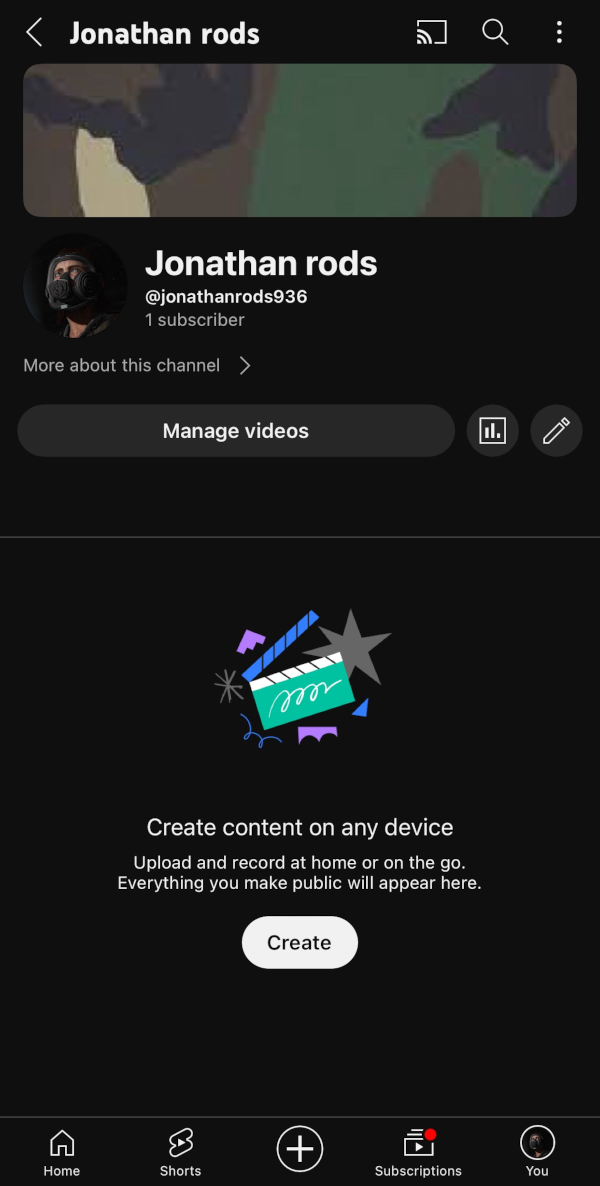 Jonathan rods
Jonathan rods
@jonathanrods936
1 subscriber
More about this channel
Manage videos
Create content on any device
Upload and record at home or on the go.
Everything you make public will appear here.
Create
Home
Shorts
Subscriptions
You